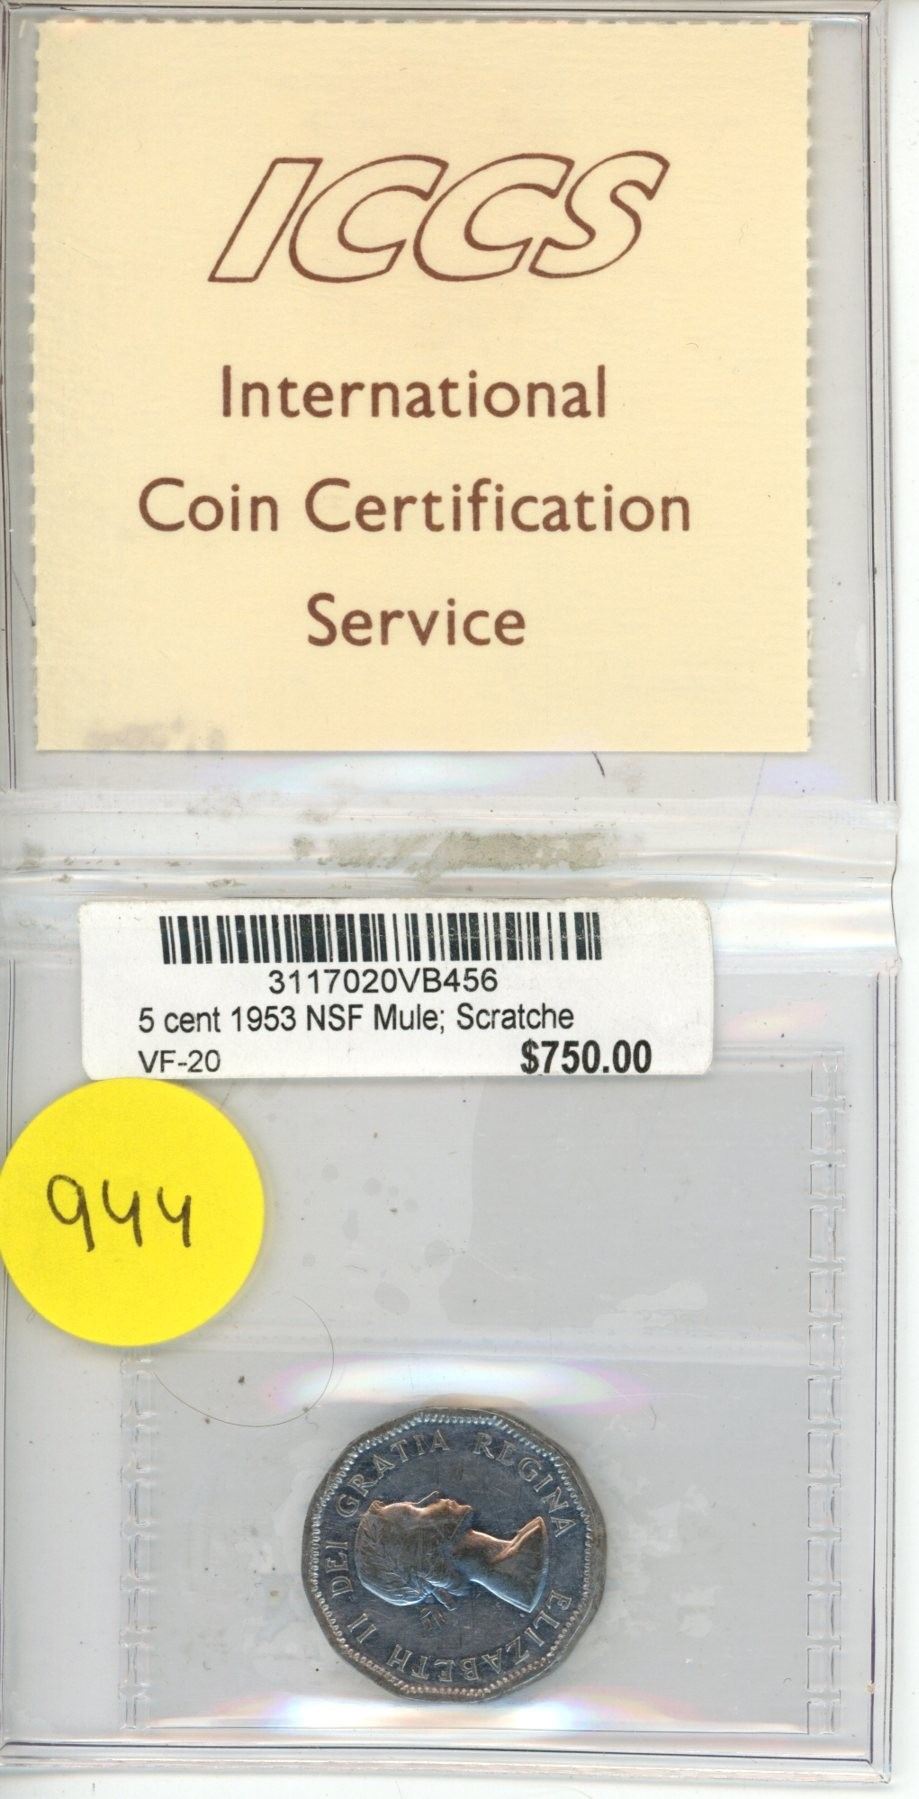 ICCS
International
Coin Certification
Service
3117020VB456
5 cent 1953 NSF Mule; Scratche
VF-20 $750.00
944
ELIZABETH II DEI GRATIA REGINA